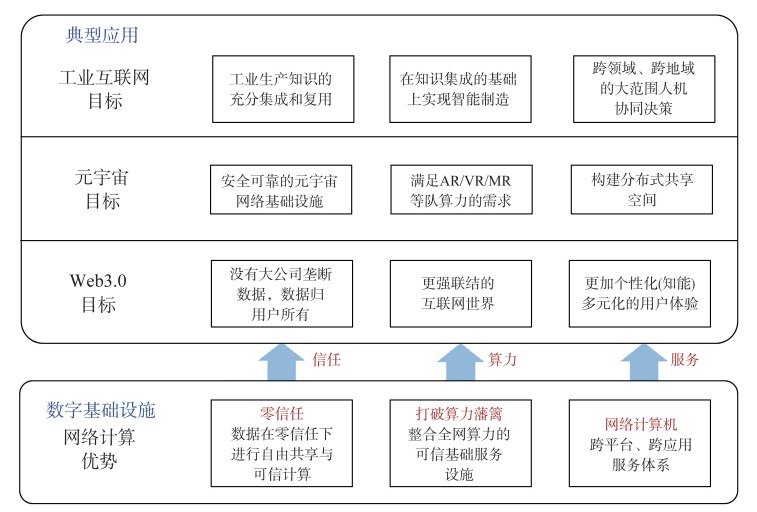 典型应用
工业互联网
目标
工业生产知识的
充分集成和复用
在知识集成的基础
上实现智能制造
跨领域、跨地域
的大范围人机
协同决策
元宇宙
目标
安全可靠的元宇宙
网络基础设施
满足AR/VR/MR
等队算力的需求
构建分布式共享
空间
Web3.0
目标
没有大公司垄断
数据，数据归
用户所有
更强联结的
互联网世界
更加个性化(知能)
多元化的用户体验
信任
算力
服务
数字基础设施
网络计算
优势
零信任
数据在零信任下
进行自由共享与
可信计算
打破算力藩篱
整合全网算力的
可信基础服务
设施
网络计算机
跨平台、跨应用
服务体系